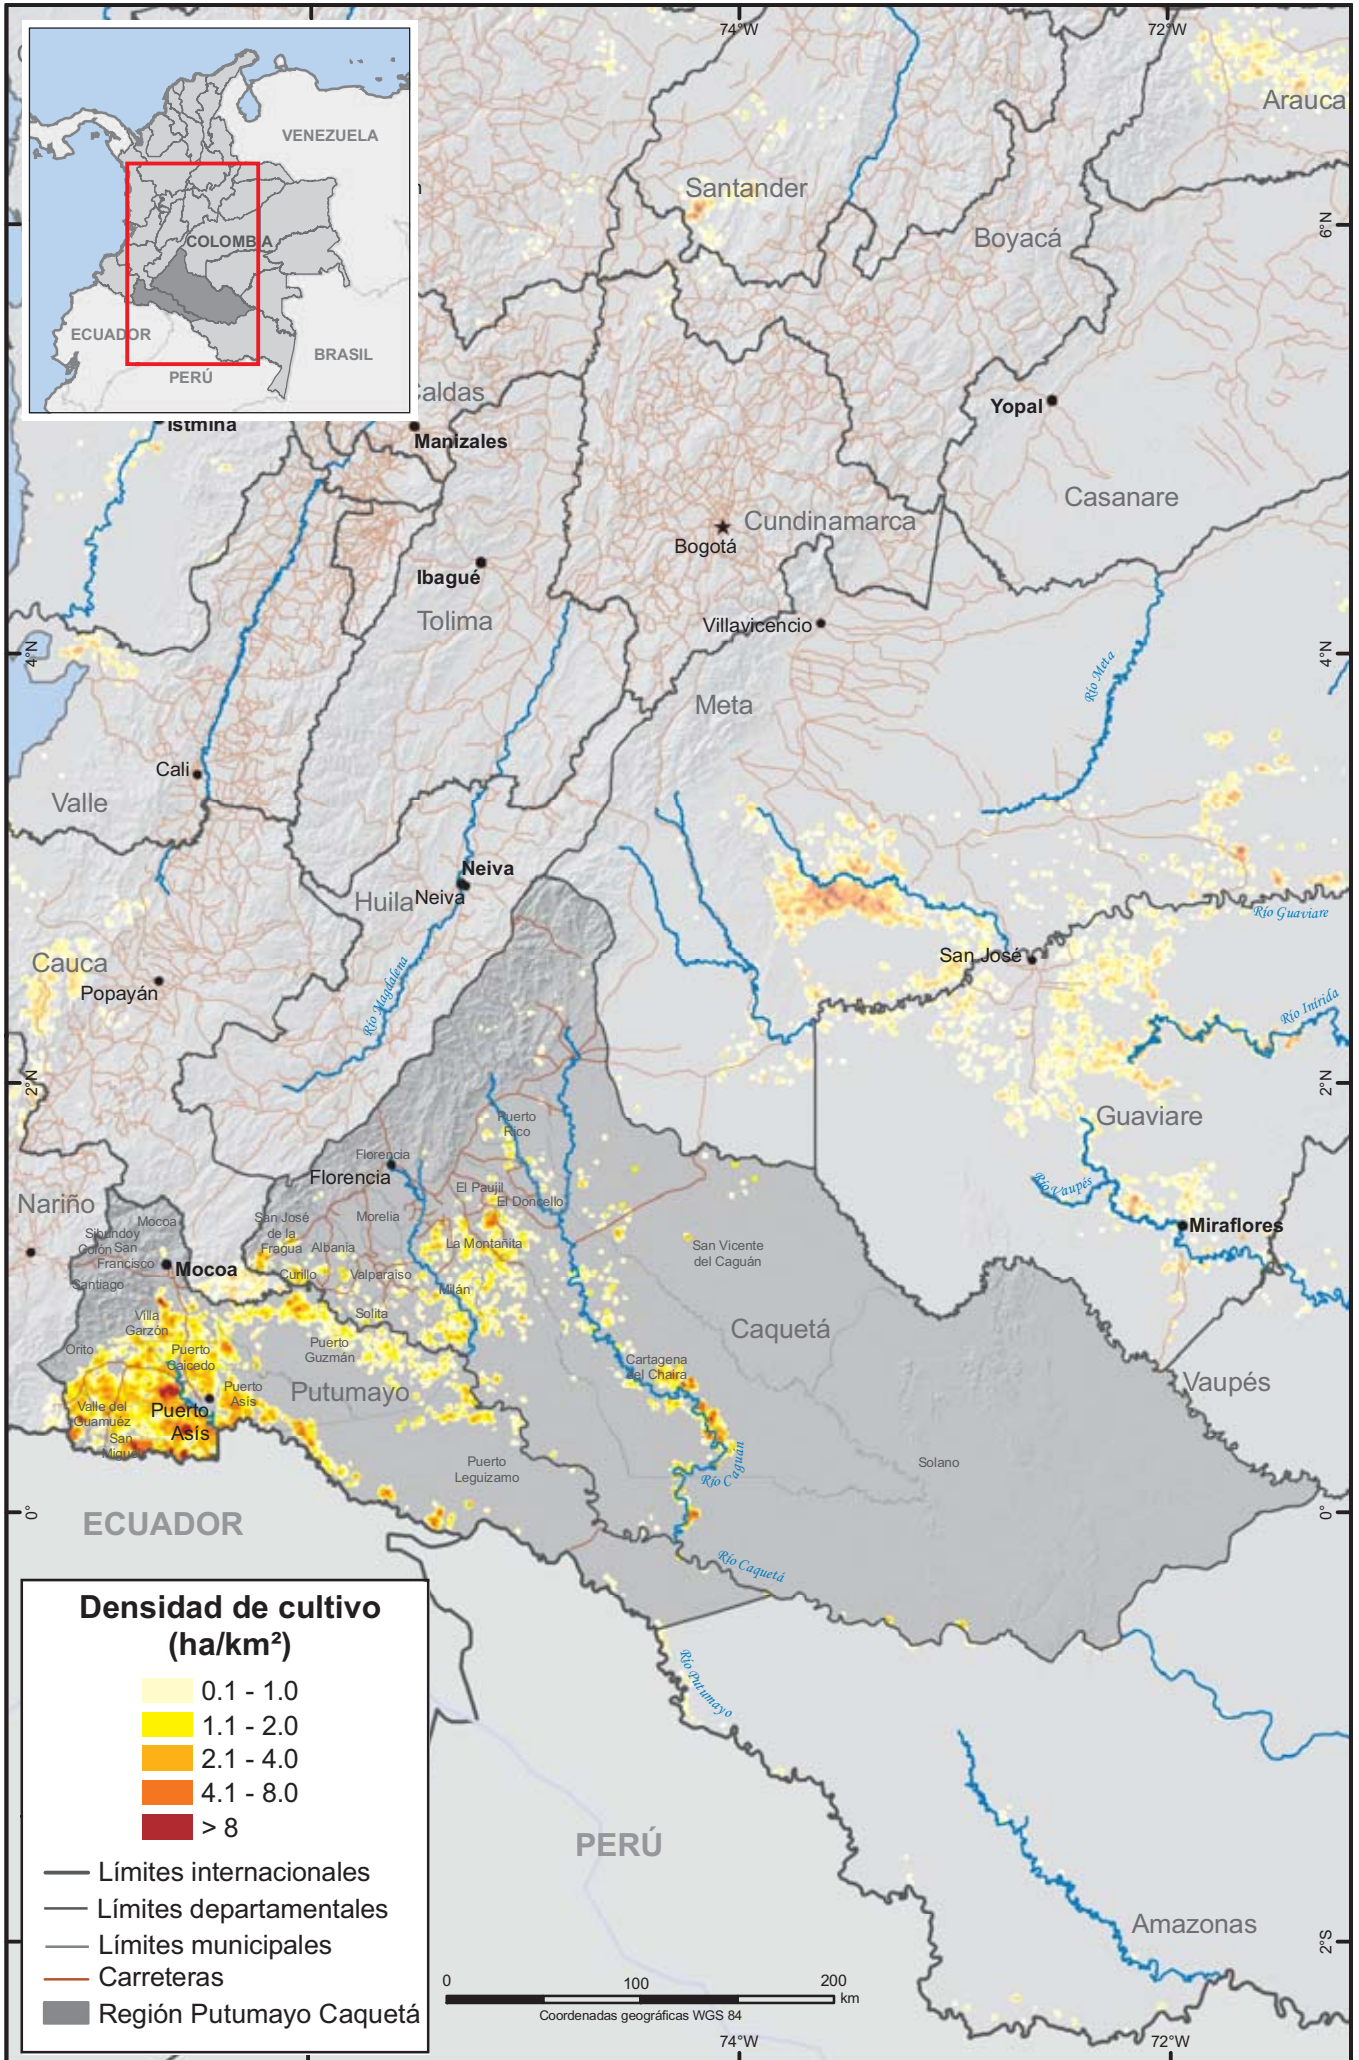 74°W
72°W
Arauca
VENEZUELA
COLOMBIA
ECUADOR
BRASIL
PERÚ
n
Santander
6°N
Boyacá
Caldas
Istmina
Manizales
Yopal
Casanare
Cundinamarca
Bogotá
Ibagué
Tolima
Villavicencio
4°N
4°N
Río Meta
Meta
Cali
Valle
Neiva
Neiva
Huila
Río Guaviare
San José
Cauca
Popayán
Río Magdalena
Río Inírida
2°N
2°N
Guaviare
Puerto
Rico
Florencia
Florencia
Río Vaupés
El Paujil
El Doncello
Nariño
San José
de la
Fragua
Morelia
Miraflores
Mocoa
Sibundoy
Colón
San
Francisco
Albania
La Montañita
San Vicente
del Caguán
Mocoa
Curillo
Valparaiso
Santiago
Milán
Solita
Villa
Garzón
Caquetá
Orito
Puerto
Caicedo
Puerto
Guzmán
Cartagena
del Chaira
Vaupés
Putumayo
Puerto
Asís
Valle del
Guamuéz
Puerto
Asís
San
Miguel
Puerto
Leguizamo
Río Caguán
Solano
0°
0°
ECUADOR
Río Caquetá
Densidad de cultivo
(ha/km²)
0.1 - 1.0
1.1 - 2.0
2.1 - 4.0
4.1 - 8.0
> 8
Límites internacionales
Límites departamentales
Límites municipales
Carreteras
Región Putumayo Caquetá
Río Putumayo
PERÚ
Amazonas
2°S
0
100
200
km
Coordenadas geográficas WGS 84
74°W
72°W